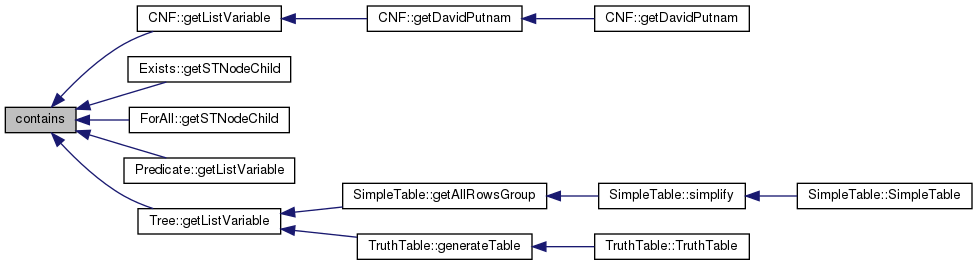 CNF::getListVariable
CNF::getDavidPutnam
CNF::getDavidPutnam
Exists::getSTNodeChild
contains
ForAll::getSTNodeChild
Predicate::getListVariable
SimpleTable::getAllRowsGroup
SimpleTable::simplify
SimpleTable::SimpleTable
Tree::getListVariable
TruthTable::generateTable
TruthTable::TruthTable